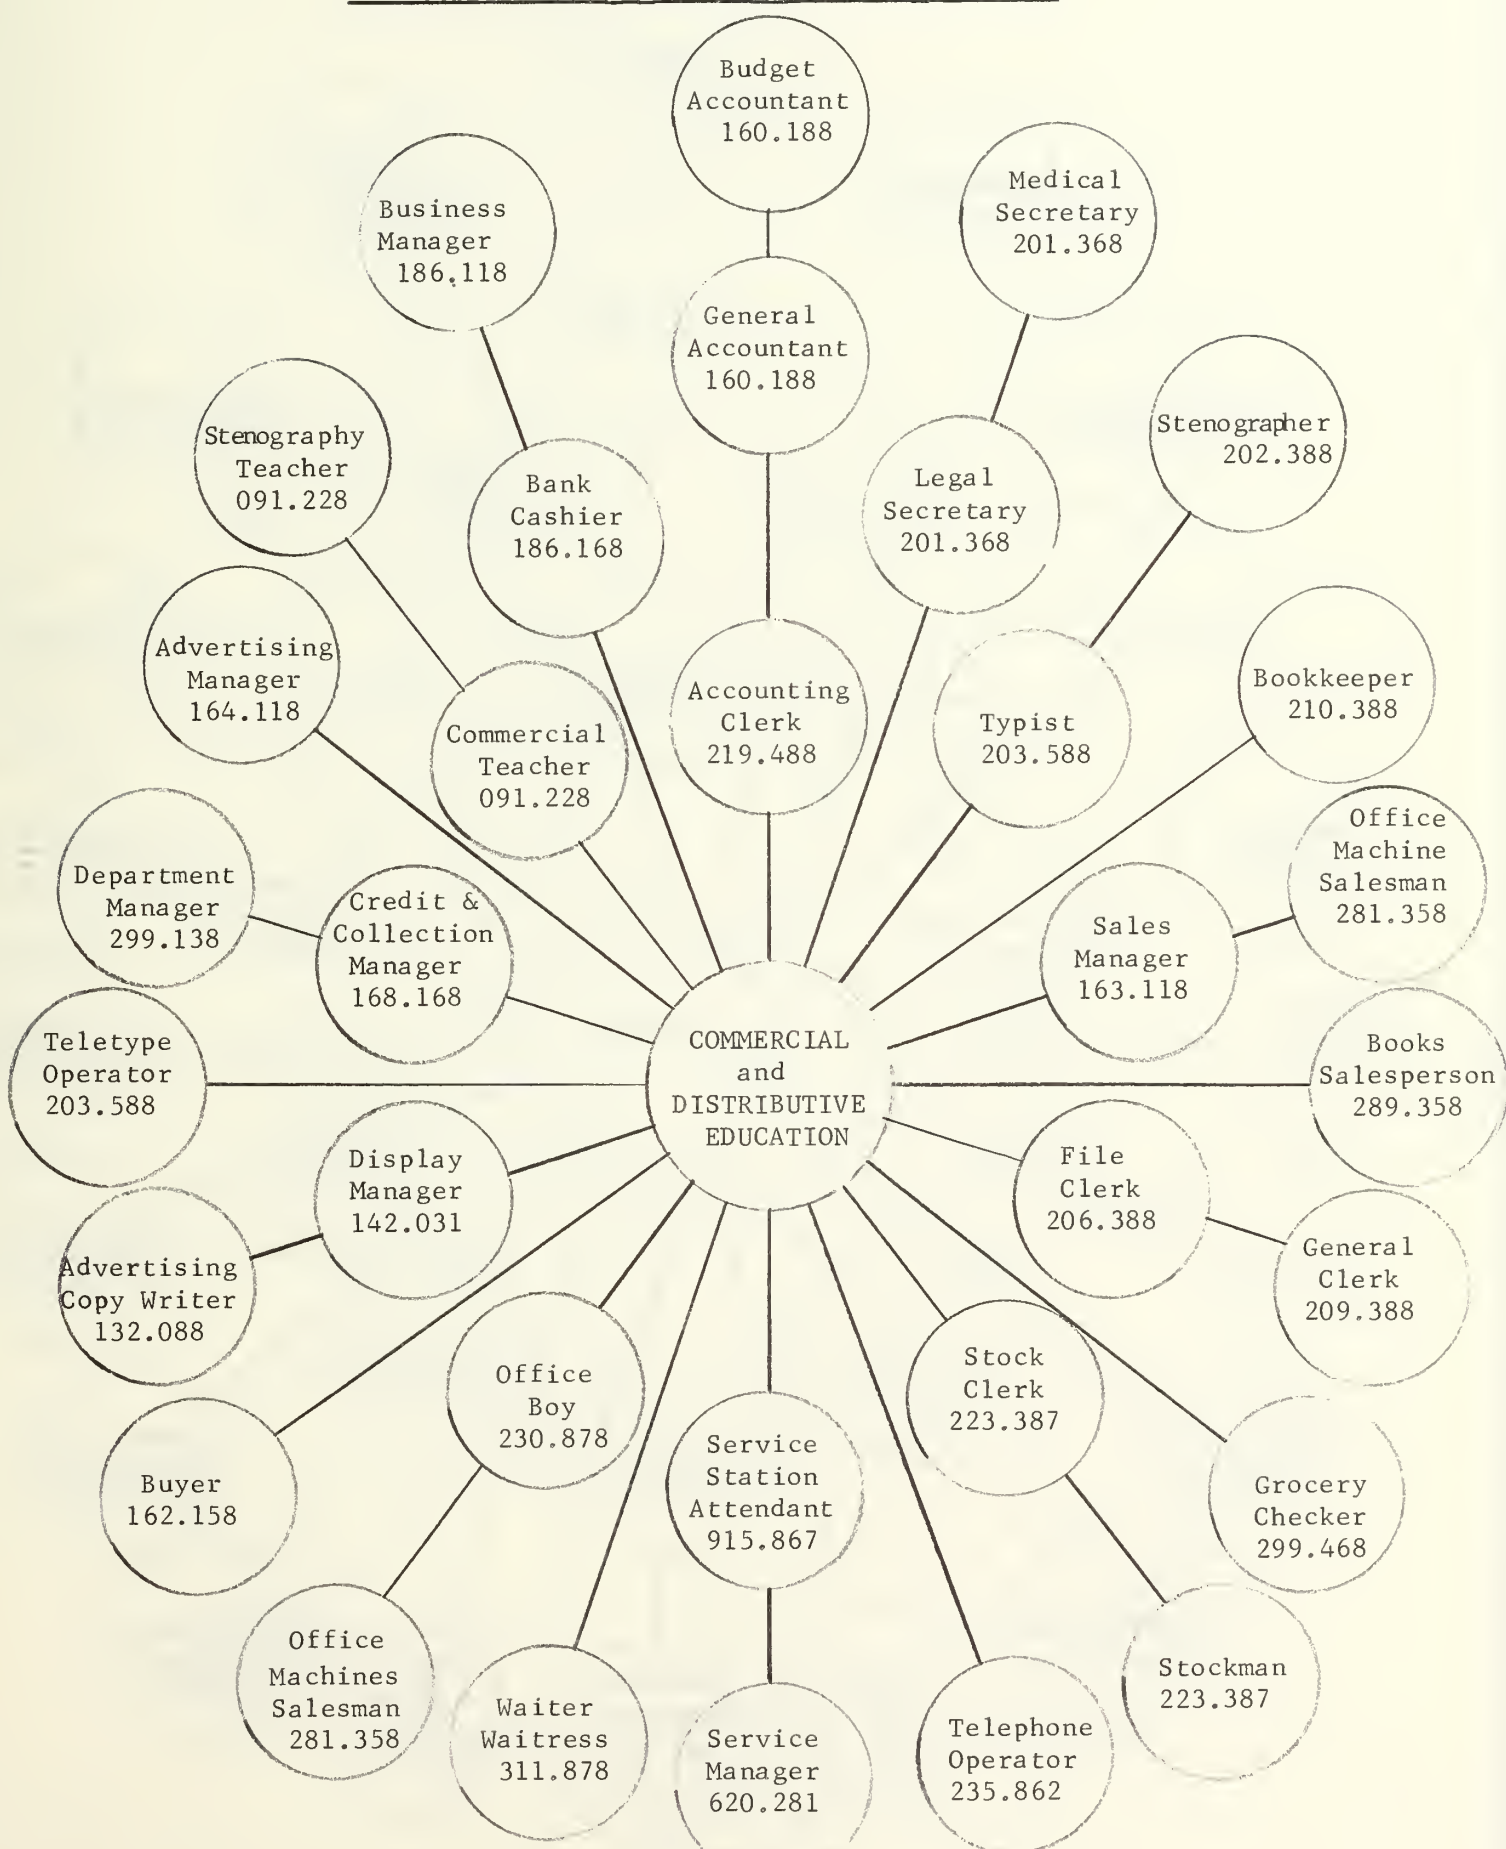 Budget
Accountant
160.188
Business
Manager
186.118
Medical
Secretary
201.368
General
Accountant
160.188
Stenography
Teacher
091.228
Stenographer
202.388
Bank
Cashier
186.168
Legal
Secretary
201.368
Advertising
Manager
164.118
Commercial
Teacher
091.228
Accounting
Clerk
219.488
Typist
203.588
Bookkeeper
210.388
Office
Machine
Salesman
281.358
Department
Manager
299.138
Credit &
Collection
Manager
168.168
Sales
Manager
163.118
COMMERCIAL
and
DISTRIBUTIVE
EDUCATION
Teletype
Operator
203.588
Books
Salesperson
289.358
Display
Manager
142.031
File
Clerk
206.388
Advertising
Copy Writer
132.088
General
Clerk
209.388
Office
Boy
230.878
Stock
Clerk
223.387
Buyer
162.158
Service
Station
Attendant
915.867
Grocery
Checker
299.468
Office
Machines
Salesman
281.358
Waiter
Waitress
311.878
Service
Manager
620.281
Telephone
Operator
235.862
Stockman
223.387